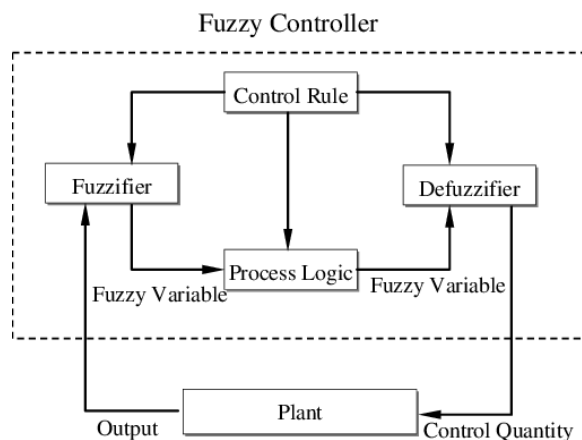 Fuzzy Controller
Control Rule
Fuzzifier
Defuzzifier
Process Logic
Fuzzy Variable
Fuzzy Variable
Plant
Output
Control Quantity